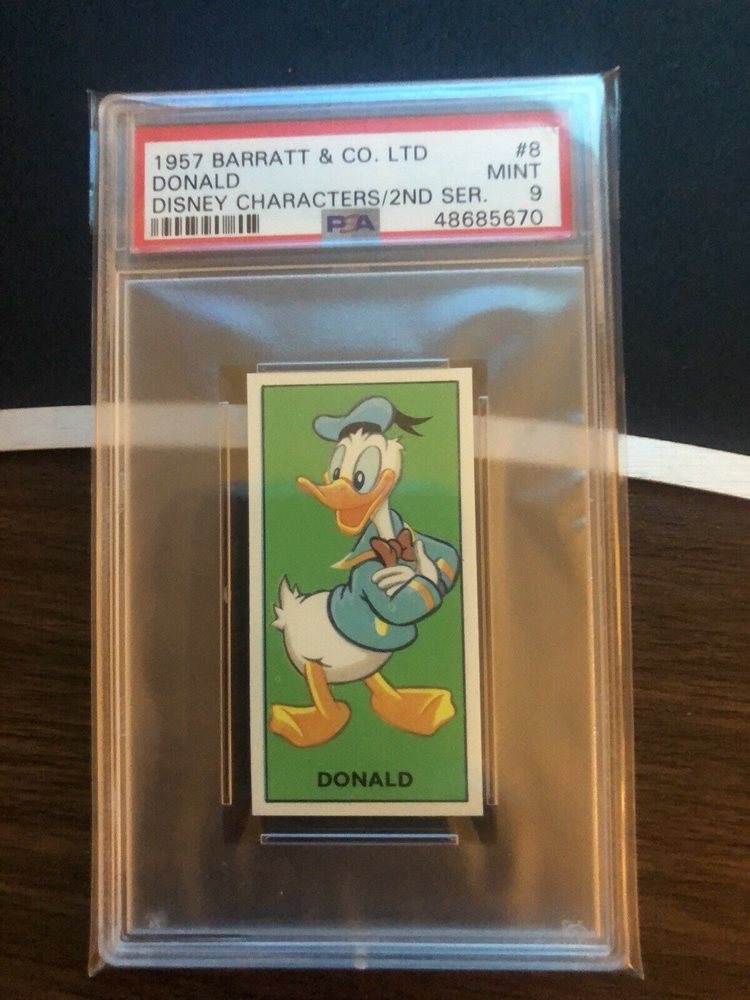 1957 BARRATT & CO. LTD #8
DONALD MINT
DISNEY CHARACTERS/2ND SER. 9
PSA 48685670
DONALD